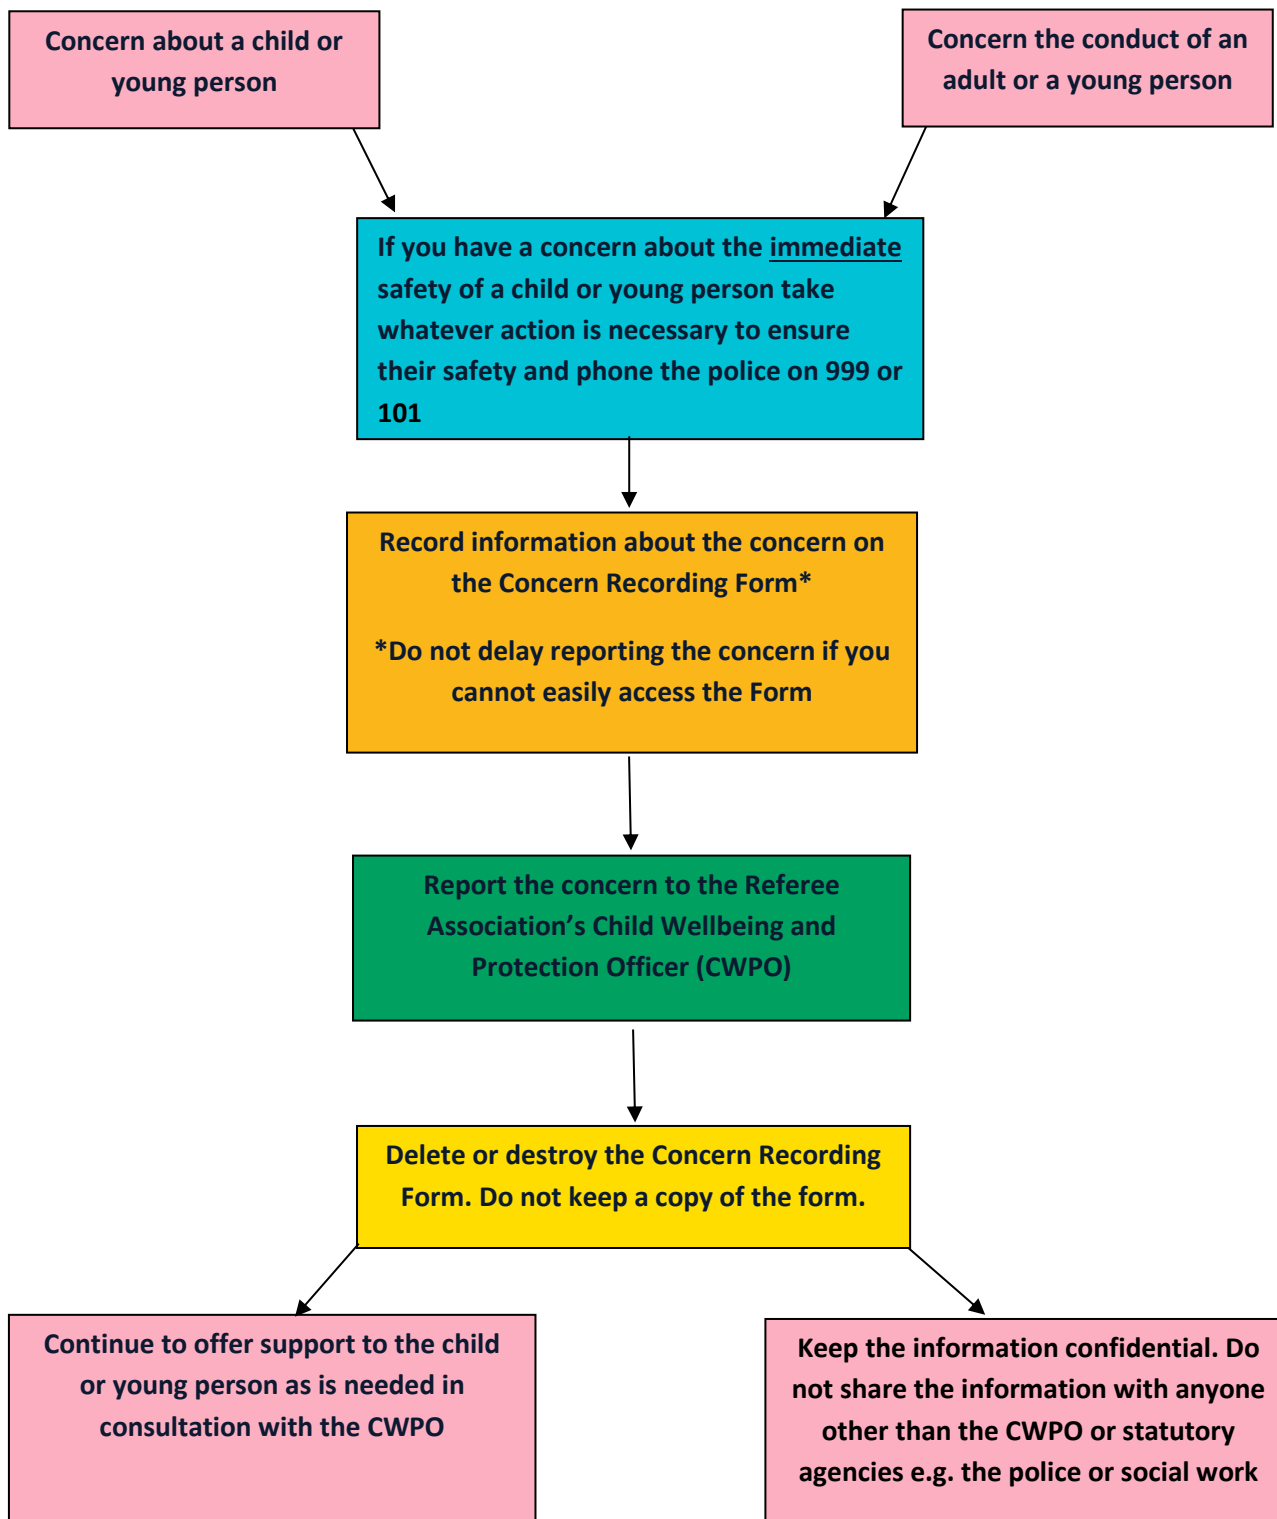 Concern about a child or
young person
Concern the conduct of an
adult or a young person
If you have a concern about the immediate
safety of a child or young person take
whatever action is necessary to ensure
their safety and phone the police on 999 or
101
Record information about the concern on
the Concern Recording Form*
*Do not delay reporting the concern if you
cannot easily access the Form
Report the concern to the Referee
Association’s Child Wellbeing and
Protection Officer (CWPO)
Delete or destroy the Concern Recording
Form. Do not keep a copy of the form.
Continue to offer support to the child
or young person as is needed in
consultation with the CWPO
Keep the information confidential. Do
not share the information with anyone
other than the CWPO or statutory
agencies e.g. the police or social work